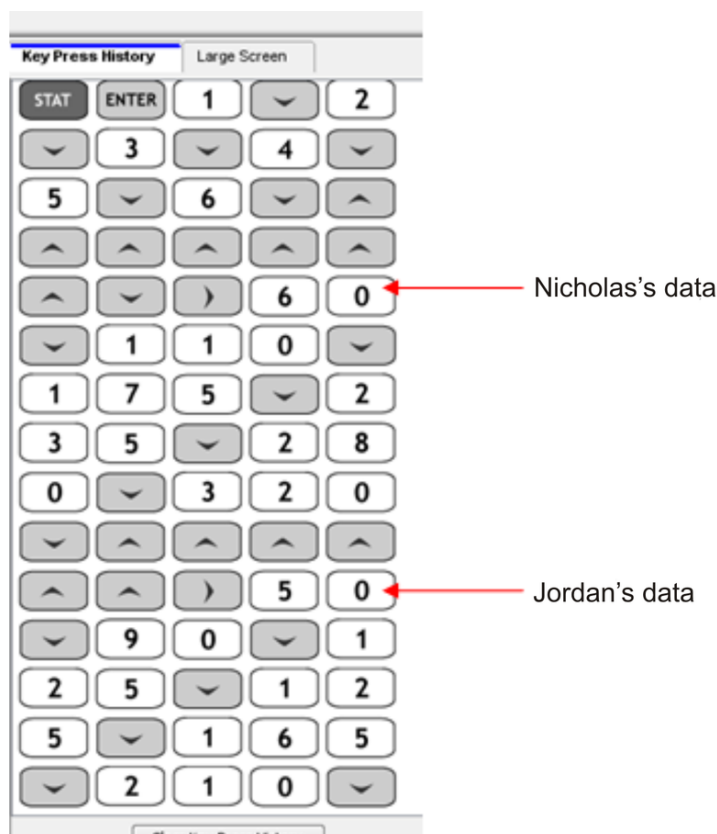 Key Press History Large Screen
STAT ENTER 1 2
3 4
5 6
6 0 Nicholas's data
1 1 0
1 7 5 2
3 5 2 8
0 3 2 0
5 0 Jordan's data
9 0 1
2 5 1 2
5 1 6 5
2 1 0